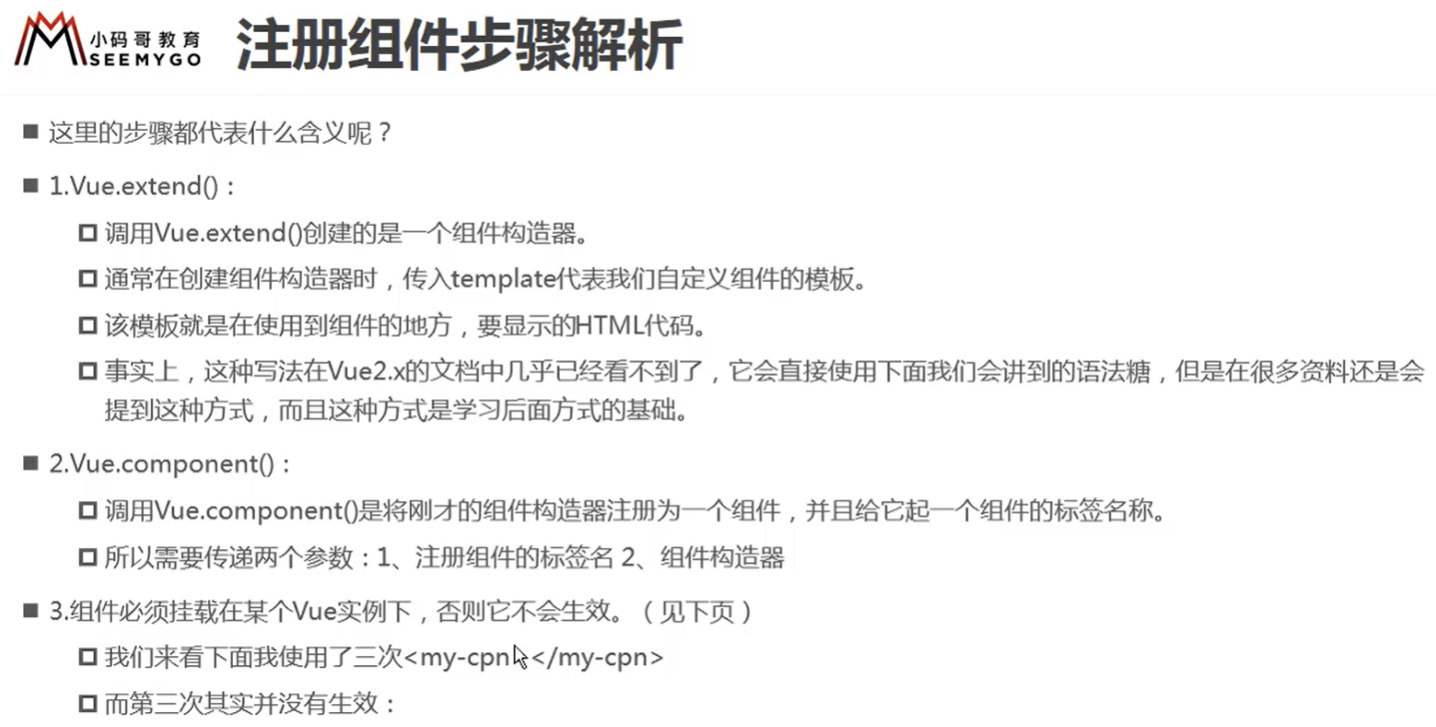 小码哥教育
SEEMYGO
注册组件步骤解析
这里的步骤都代表什么含义呢？
1.Vue.extend()：
调用Vue.extend()创建的是一个组件构造器。
通常在创建组件构造器时，传入template代表我们自定义组件的模板。
该模板就是在使用到组件的地方，要显示的HTML代码。
事实上，这种写法在Vue2.x的文档中几乎已经看不到了，它会直接使用下面我们会讲到的语法糖，但是在很多资料还是会
提到这种方式，而且这种方式是学习后面方式的基础。
2.Vue.component()：
调用Vue.component()是将刚才的组件构造器注册为一个组件，并且给它起一个组件的标签名称。
所以需要传递两个参数：1、注册组件的标签名 2、组件构造器
3.组件必须挂载在某个Vue实例下，否则它不会生效。（见下页）
我们来看下面我使用了三次<my-cpn></my-cpn>
而第三次其实并没有生效：